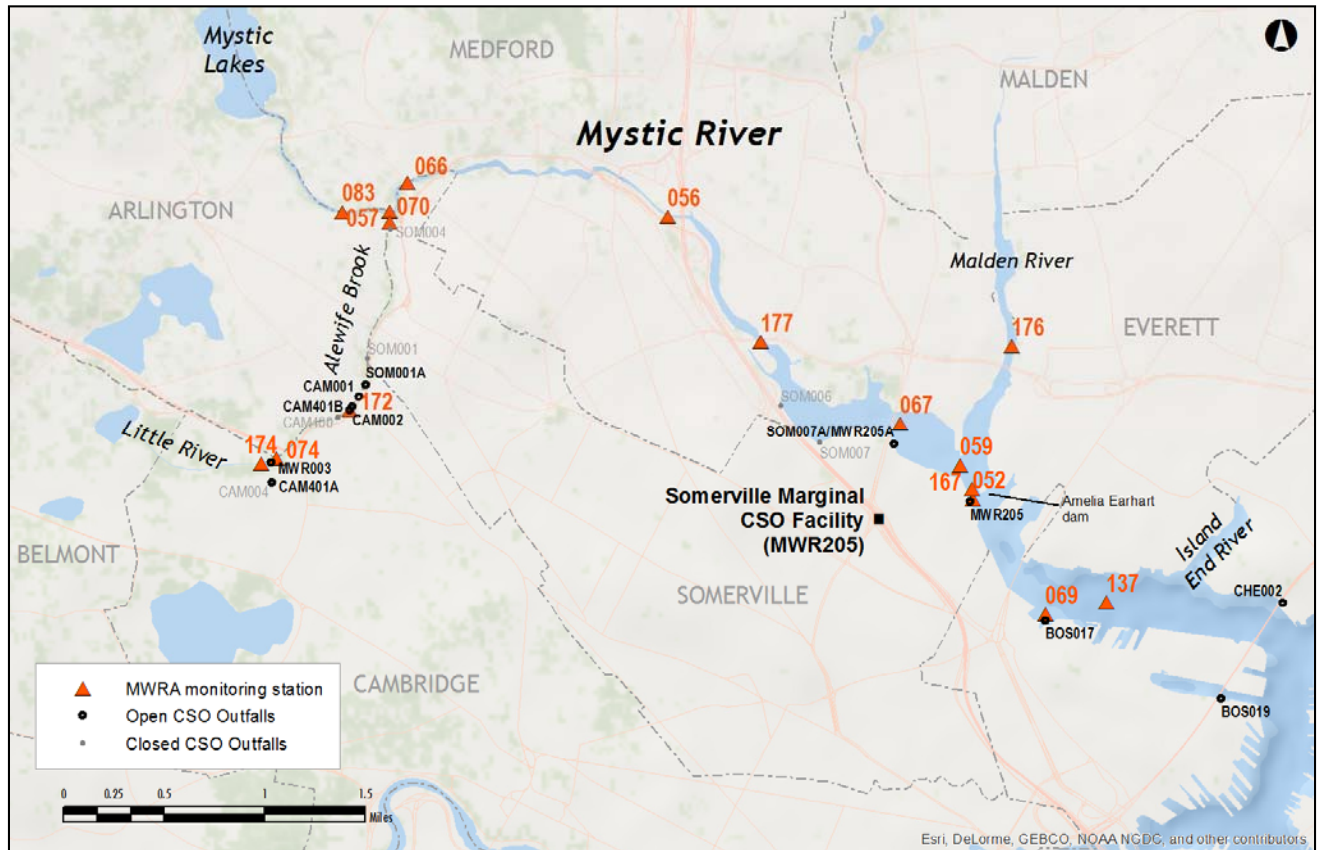 Mystic
Lakes
MEDFORD
MALDEN
Mystic River
066
083
070
056
ARLINGTON
057
SOM004
Malden River
Alewife Brook
177
176
EVERETT
SOM001
SOM001A
CAM001
172
CAM401B
CAM002
CAM400
SOM006
067
Little River
SOM007A/MWR205A
SOM007
174
074
059
MWR003
CAM004
CAM401A
167
052
Somerville Marginal
CSO Facility
(MWR205)
MWR205
Amelia Earhart
dam
BELMONT
Island
End River
SOMERVILLE
069
137
CHE002
BOS017
CAMBRIDGE
BOS019
MWRA monitoring station
Open CSO Outfalls
Closed CSO Outfalls
0 0.25 0.5 1 1.5
Miles
Esri, DeLorme, GEBCO, NOAA NGDC, and other contributors